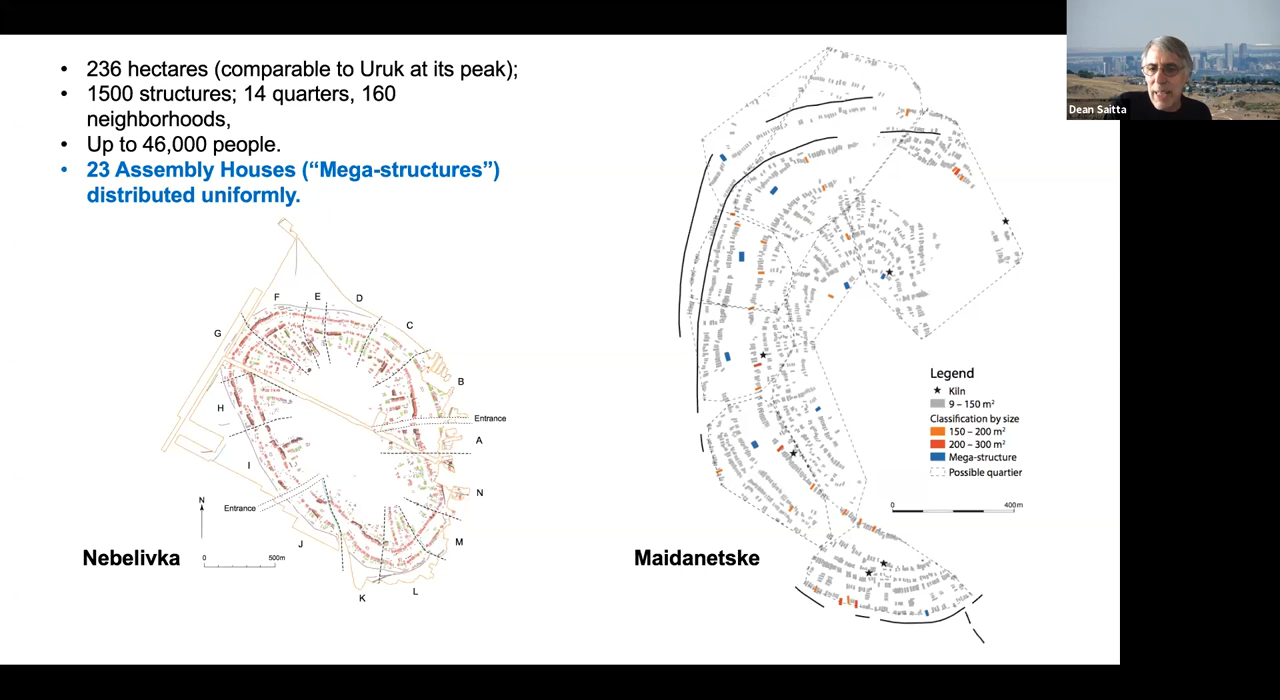 • 236 hectares (comparable to Uruk at its peak);
• 1500 structures; 14 quarters, 160
neighborhoods,
• Up to 46,000 people.
• 23 Assembly Houses (“Mega-structures”)
distributed uniformly.
Dean Saitta
F
E
D
G
C
B
H
Entrance
A
I
N
Entrance
N
M
J
Nebelivka
0 500m
K
L
Legend
Kiln
9 – 150 m²
Classification by size
150 – 200 m²
200 – 300 m²
Mega-structure
Possible quartier
0 400m
Maidanetske